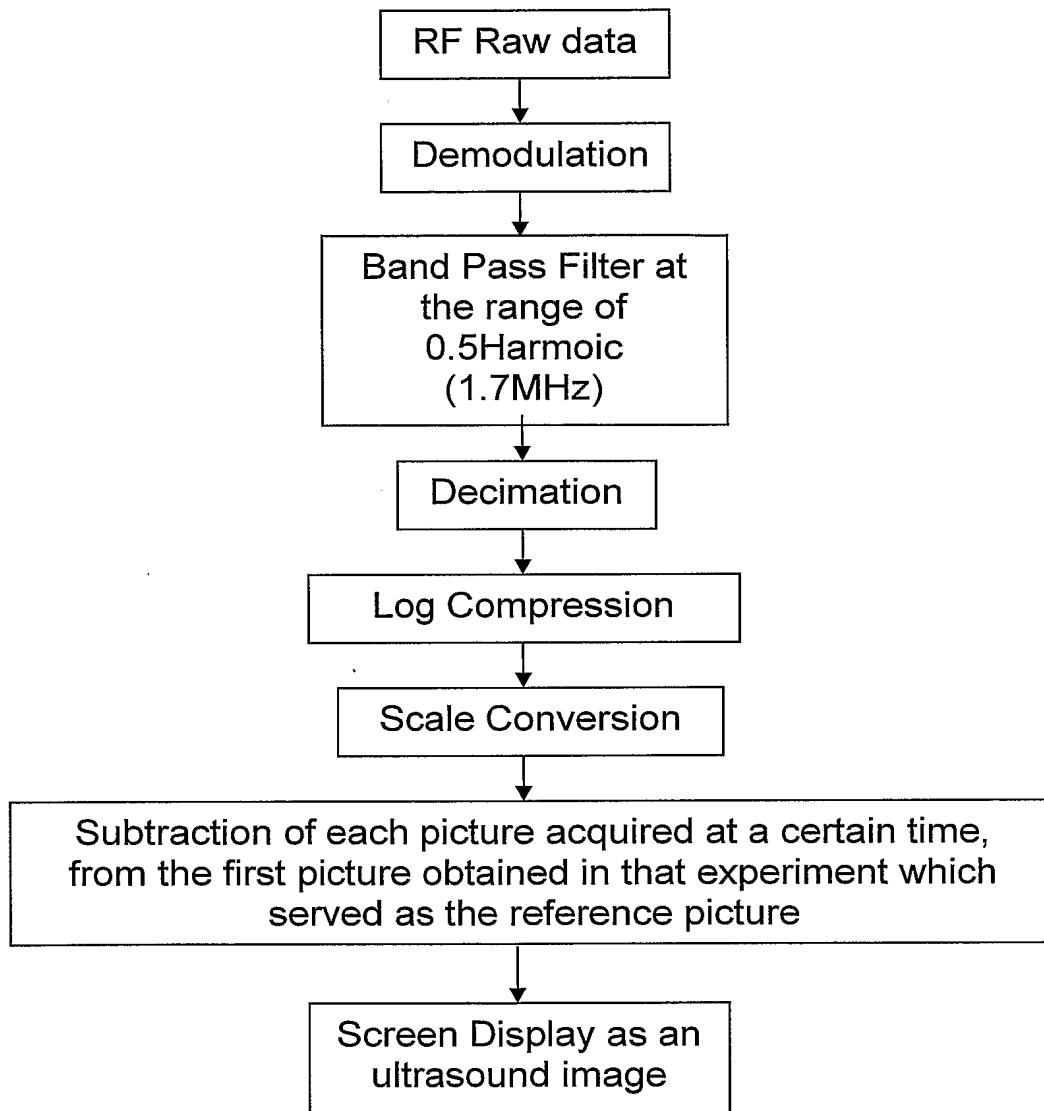 RF Raw data
Demodulation
Band Pass Filter at
the range of
0.5Harmoic
(1.7MHz)
Decimation
Log Compression
Scale Conversion
Subtraction of each picture acquired at a certain time,
from the first picture obtained in that experiment which
served as the reference picture
Screen Display as an
ultrasound image